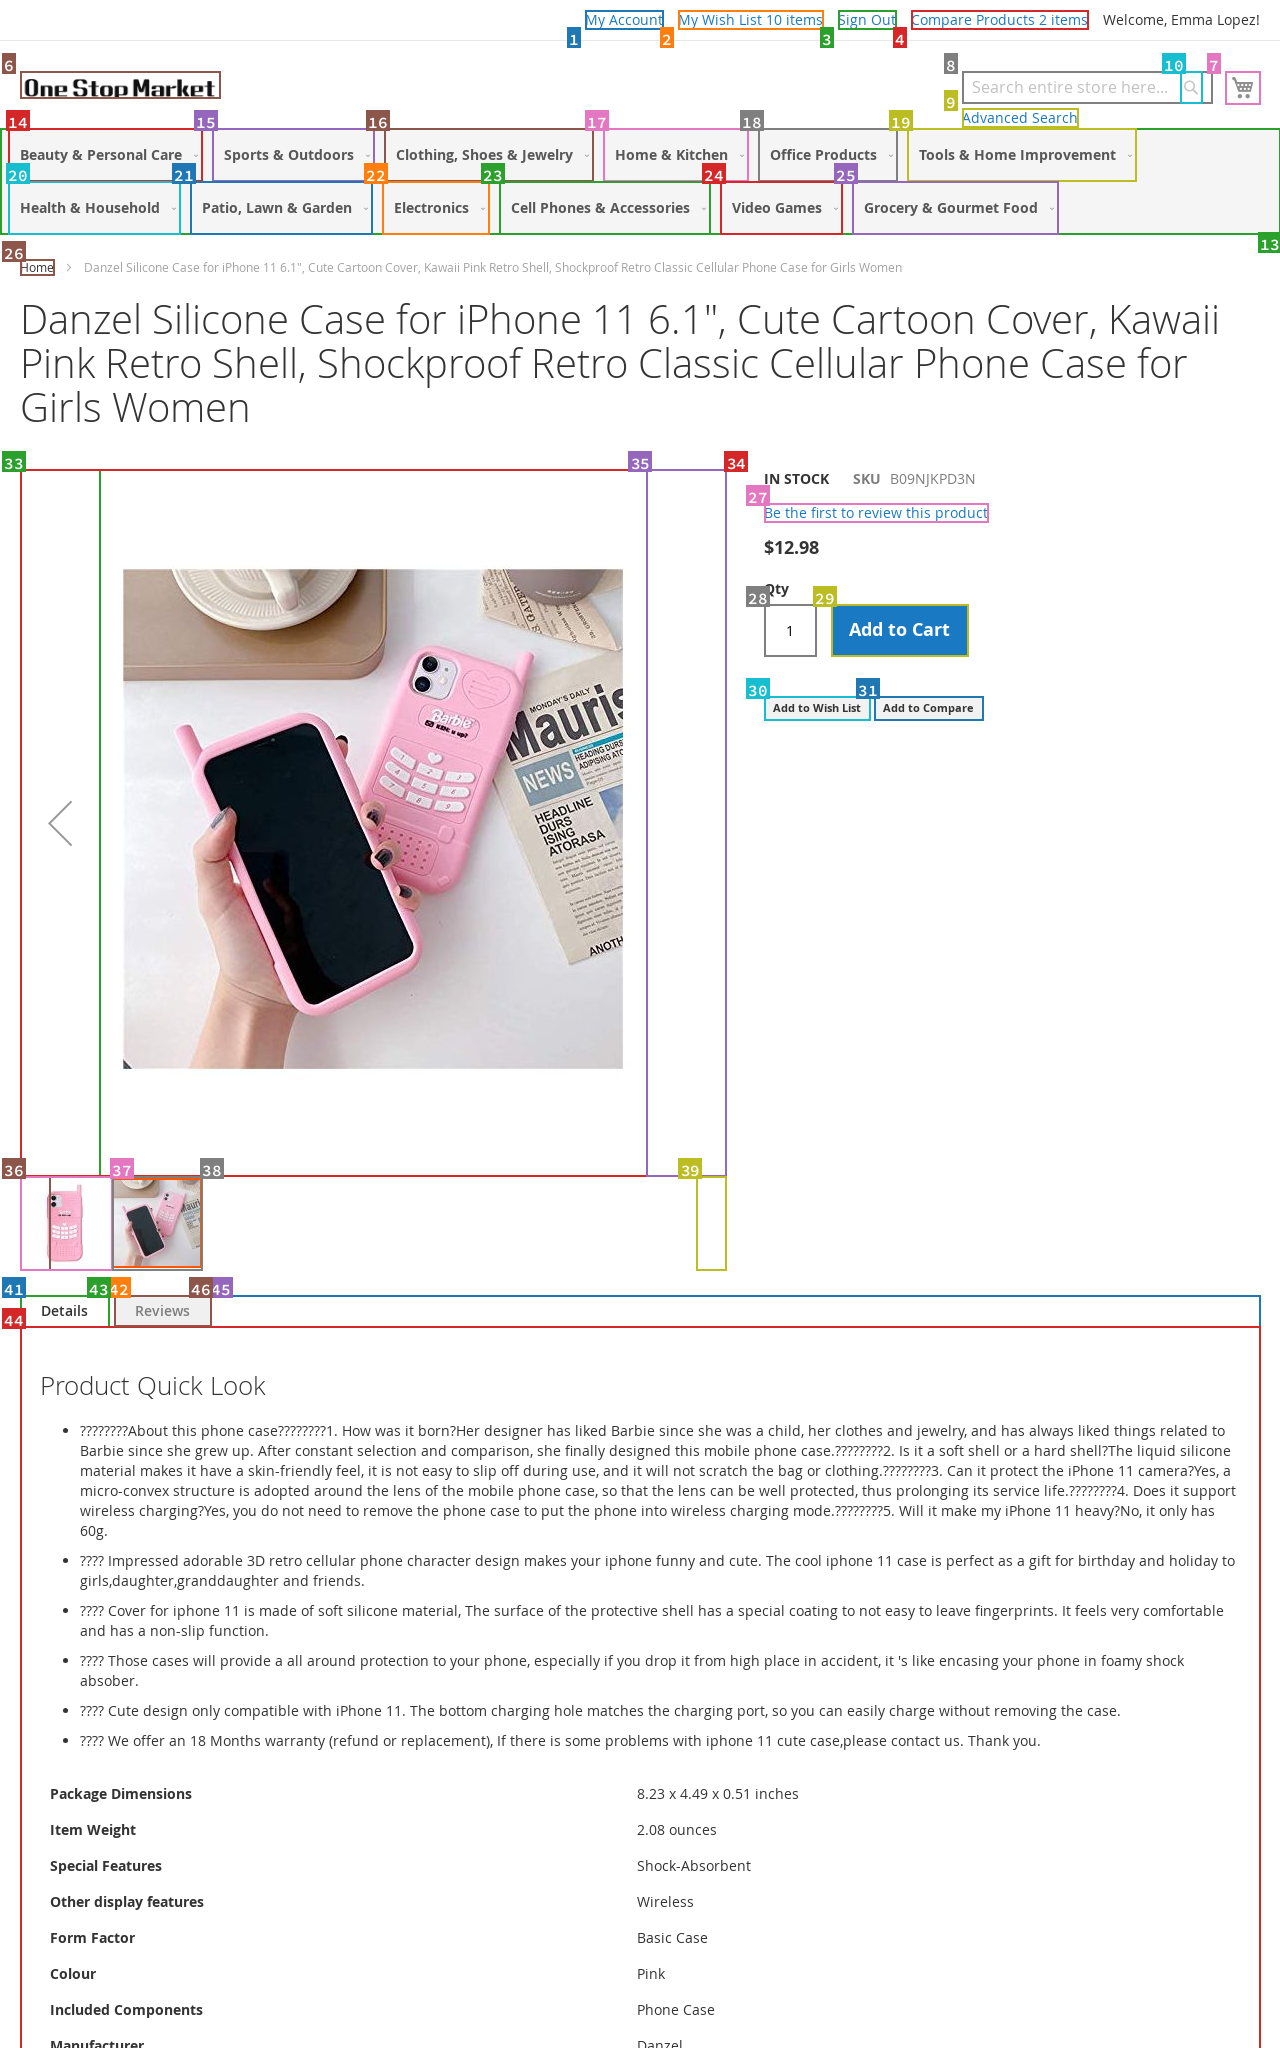 My Account My Wish List 10 items Sign Out Compare Products 2 items Welcome, Emma Lopez!
1 2 3 4
6 8 10 7
One Stop Market
Search entire store here...
9
Advanced Search
14 15 16 17 18 19
Beauty & Personal Care Sports & Outdoors Clothing, Shoes & Jewelry Home & Kitchen Office Products Tools & Home Improvement
20 21 22 23 24 25
Health & Household Patio, Lawn & Garden Electronics Cell Phones & Accessories Video Games Grocery & Gourmet Food
26 13
Home Danzel Silicone Case for iPhone 11 6.1", Cute Cartoon Cover, Kawaii Pink Retro Shell, Shockproof Retro Classic Cellular Phone Case for Girls Women
Danzel Silicone Case for iPhone 11 6.1", Cute Cartoon Cover, Kawaii
Pink Retro Shell, Shockproof Retro Classic Cellular Phone Case for
Girls Women
33 35 34
IN STOCK SKU B09NJKPD3N
27
Be the first to review this product
$12.98
Qty
28 29
1 Add to Cart
30 31
Add to Wish List Add to Compare
GRATED
MONDAY'S DAILY
Mauris
NEWS
HEADING DURS
ADIPISING ATO
HEADLINE
DURS
ISING
ATORASA
ANOTH
Barbie
KEN: u up?
1 2 3
4 5 6
7 8 9
36 37 38 39
41 43 42 46 45
Details Reviews
44
Product Quick Look
• ????????About this phone case????????1. How was it born?Her designer has liked Barbie since she was a child, her clothes and jewelry, and has always liked things related to
Barbie since she grew up. After constant selection and comparison, she finally designed this mobile phone case.????????2. Is it a soft shell or a hard shell?The liquid silicone
material makes it have a skin-friendly feel, it is not easy to slip off during use, and it will not scratch the bag or clothing.????????3. Can it protect the iPhone 11 camera?Yes, a
micro-convex structure is adopted around the lens of the mobile phone case, so that the lens can be well protected, thus prolonging its service life.????????4. Does it support
wireless charging?Yes, you do not need to remove the phone case to put the phone into wireless charging mode.????????5. Will it make my iPhone 11 heavy?No, it only has
60g.
• ???? Impressed adorable 3D retro cellular phone character design makes your iphone funny and cute. The cool iphone 11 case is perfect as a gift for birthday and holiday to
girls,daughter,granddaughter and friends.
• ???? Cover for iphone 11 is made of soft silicone material, The surface of the protective shell has a special coating to not easy to leave fingerprints. It feels very comfortable
and has a non-slip function.
• ???? Those cases will provide a all around protection to your phone, especially if you drop it from high place in accident, it 's like encasing your phone in foamy shock
absober.
• ???? Cute design only compatible with iPhone 11. The bottom charging hole matches the charging port, so you can easily charge without removing the case.
• ???? We offer an 18 Months warranty (refund or replacement), If there is some problems with iphone 11 cute case,please contact us. Thank you.
Package Dimensions 8.23 x 4.49 x 0.51 inches
Item Weight 2.08 ounces
Special Features Shock-Absorbent
Other display features Wireless
Form Factor Basic Case
Colour Pink
Included Components Phone Case
Manufacturer Danzel